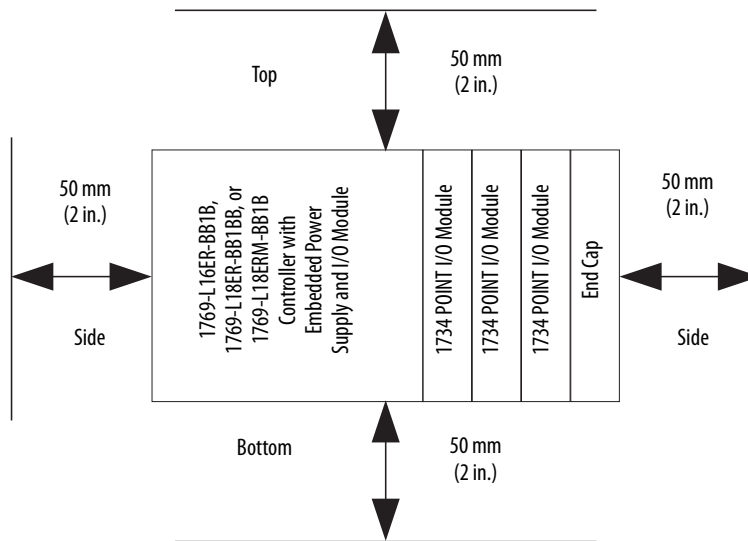 Top
50 mm
(2 in.)
50 mm
(2 in.)
Side
1769-L16ER-BB1B,
1769-L18ER-BB1BB, or
1769-L18ERM-BB1B
Controller with
Embedded Power
Supply and I/O Module
1734 POINT I/O Module
1734 POINT I/O Module
1734 POINT I/O Module
End Cap
50 mm
(2 in.)
Side
Bottom
50 mm
(2 in.)